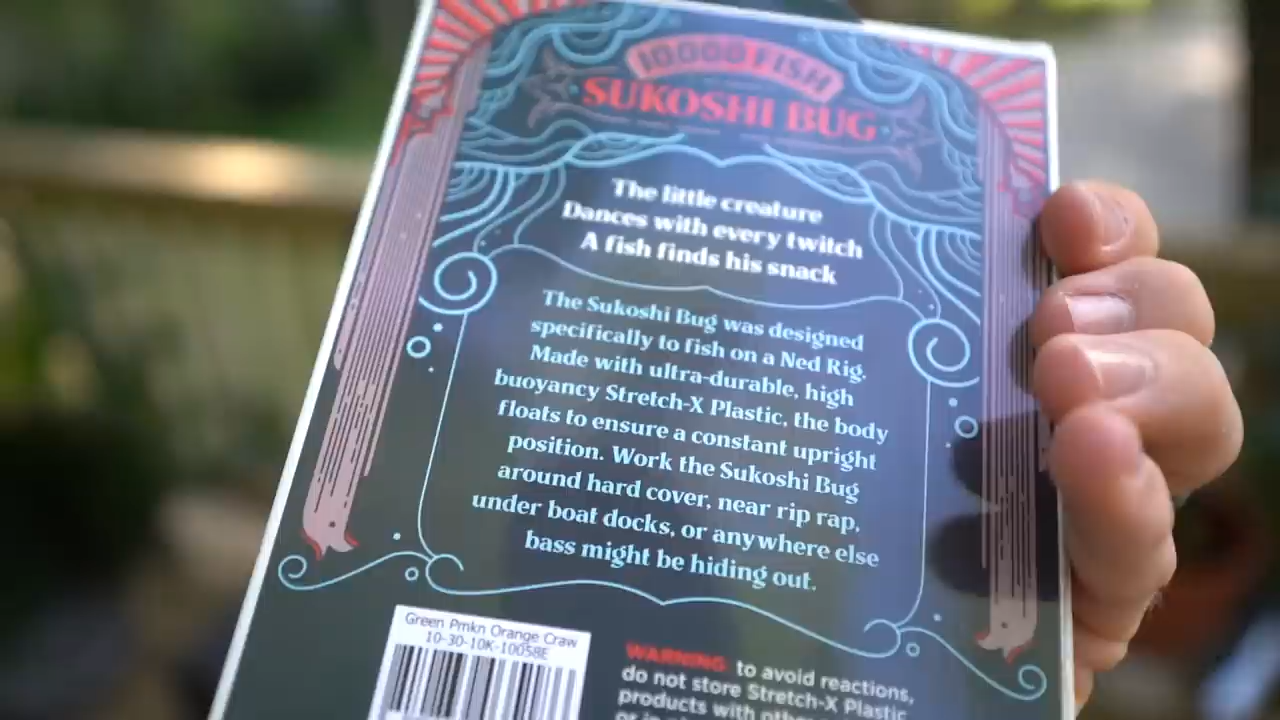 10,000 FISH
SUKOSHI BUG
The little creature
Dances with every twitch
A fish finds his snack
The Sukoshi Bug was designed
specifically to fish on a Ned Rig.
Made with ultra-durable, high
buoyancy Stretch-X Plastic, the body
floats to ensure a constant upright
position. Work the Sukoshi Bug
around hard cover, near rip rap,
under boat docks, or anywhere else
bass might be hiding out.
Green Pmkn Orange Craw
10-30-10K-10058E
WARNING to avoid reactions,
do not store Stretch-X Plastic
products with other